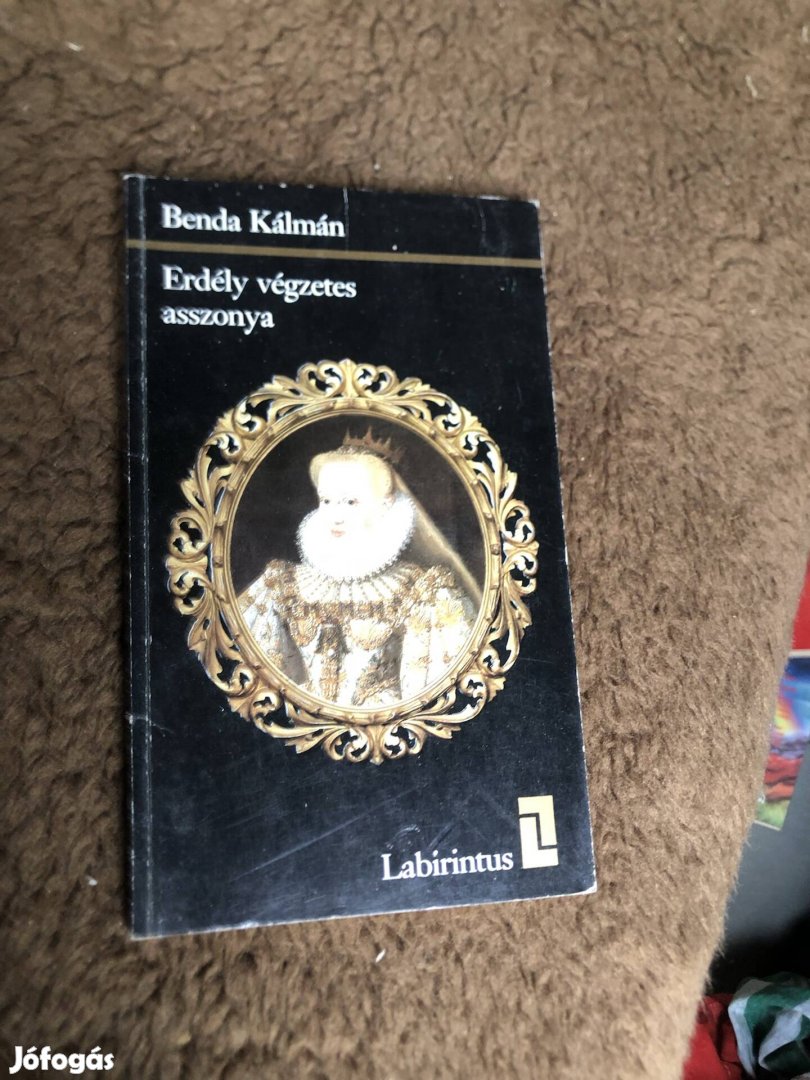 Benda Kálmán
Erdély végzetes
asszonya
Labirintus
Jófogás